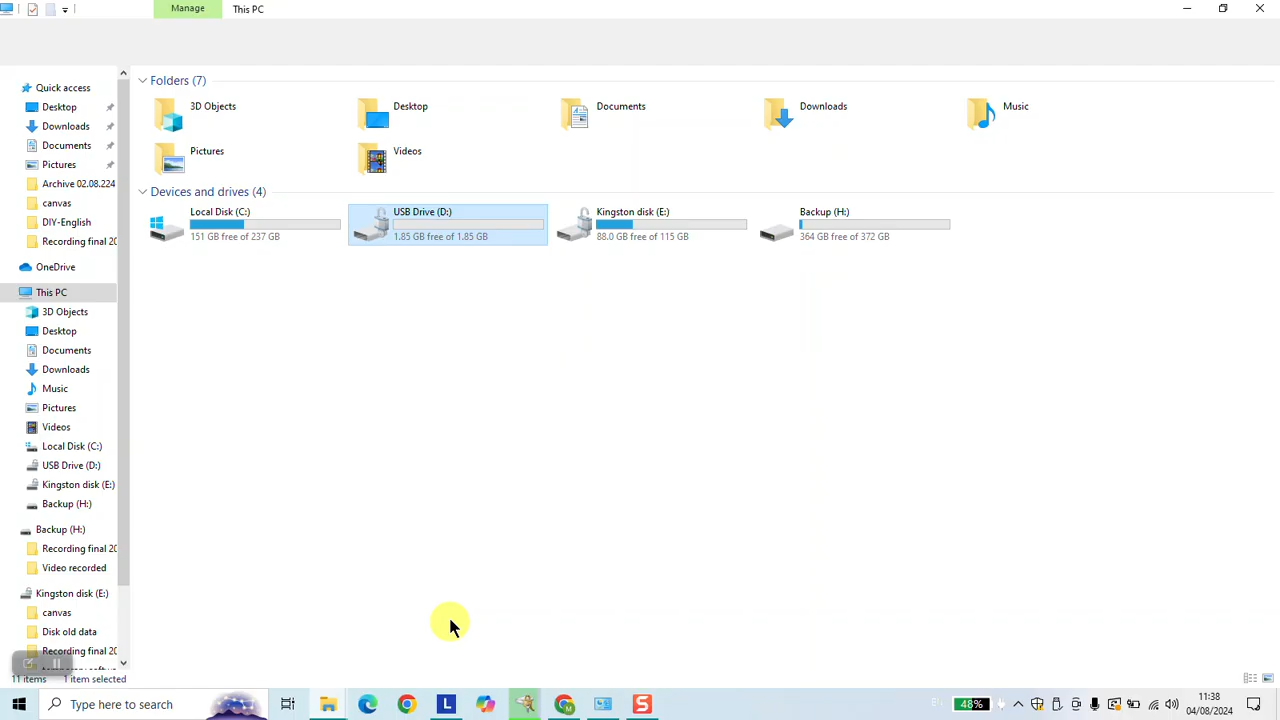 Manage
This PC
Quick access
Desktop
Downloads
Documents
Pictures
Archive 02.08.224
canvas
DIY-English
Recording final 20
OneDrive
This PC
3D Objects
Desktop
Documents
Downloads
Music
Pictures
Videos
Local Disk (C:)
USB Drive (D:)
Kingston disk (E:)
Backup (H:)
Backup (H:)
Recording final 20
Video recorded
Kingston disk (E:)
canvas
Disk old data
Recording final 20
11 items 1 item selected
Folders (7)
3D Objects
Desktop
Documents
Downloads
Music
Pictures
Videos
Devices and drives (4)
Local Disk (C:)
151 GB free of 237 GB
USB Drive (D:)
1.85 GB free of 1.85 GB
Kingston disk (E:)
88.0 GB free of 115 GB
Backup (H:)
364 GB free of 372 GB
Type here to search
L
M
S
48%
11:38
04/08/2024